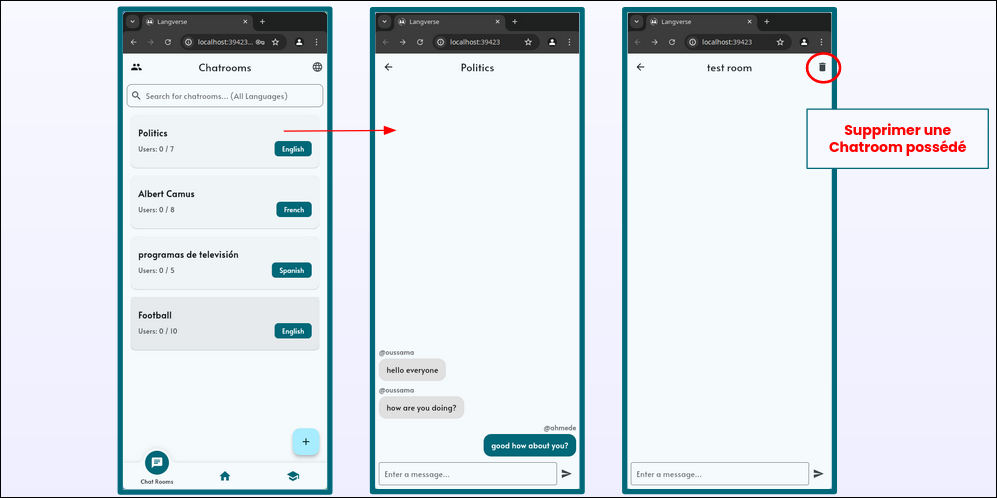 Langverse
localhost:39423...
Chatrooms
Search for chatrooms... (All Languages)
Politics
Users: 0 / 7
English
Albert Camus
Users: 0 / 8
French
programas de televisión
Users: 0 / 5
Spanish
Football
Users: 0 / 10
English
+
Chat Rooms
Langverse
localhost:39423
Politics
@oussama
hello everyone
@oussama
how are you doing?
@ahmede
good how about you?
Enter a message...
Langverse
localhost:39423
test room
Enter a message...
Supprimer une
Chatroom possédé